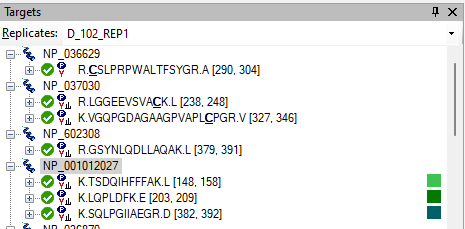 Targets
Replicates: D_102_REP1
NP_036629
R.CSLPRPWALTFSYGR.A [290, 304]
NP_037030
R.LGGEEVSVACK.L [238, 248]
K.VGQPGDAGAAGPVAPLCPGR.V [327, 346]
NP_602308
R.GSYNLQDLLAQAK.L [379, 391]
NP_001012027
K.TSDQIHFFFAK.L [148, 158]
K.LQPLDFK.E [203, 209]
K.SQLPGIIAEGR.D [382, 392]